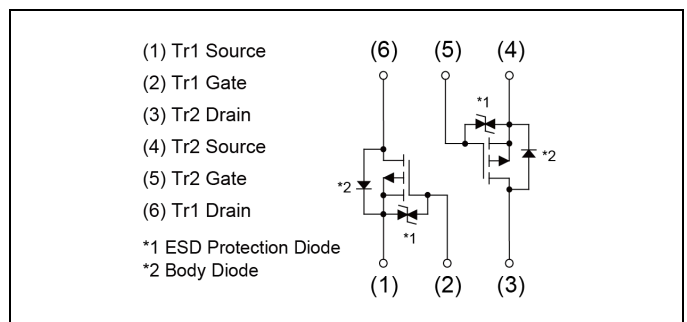 (1) Tr1 Source
(2) Tr1 Gate
(3) Tr2 Drain
(4) Tr2 Source
(5) Tr2 Gate
(6) Tr1 Drain
*1 ESD Protection Diode
*2 Body Diode
(6) (5) (4)
*1
*2
*2
*1
(1) (2) (3)